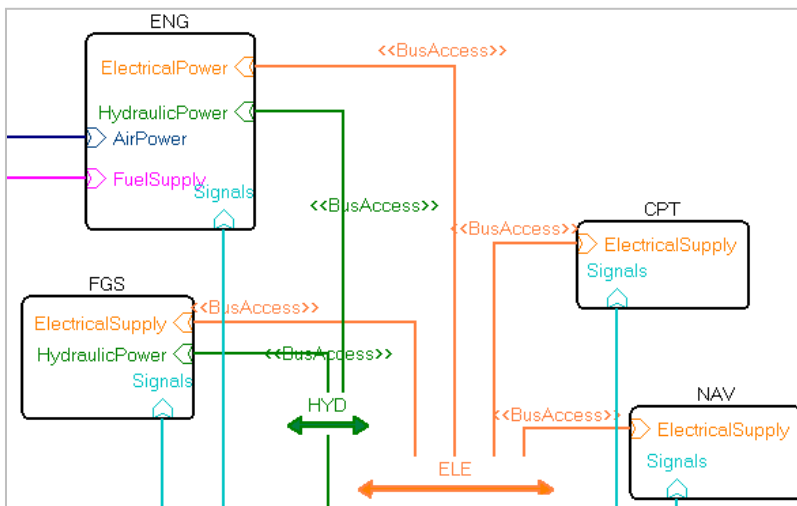 ENG
<<BusAccess>>
ElectricalPower
HydraulicPower
AirPower
FuelSupply
Signals
<<BusAccess>>
CPT
<<BusAccess>>
ElectricalSupply
Signals
FGS
<<BusAccess>>
ElectricalSupply
HydraulicPower
<<BusAccess>>
Signals
HYD
NAV
<<BusAccess>>
ElectricalSupply
ELE
Signals